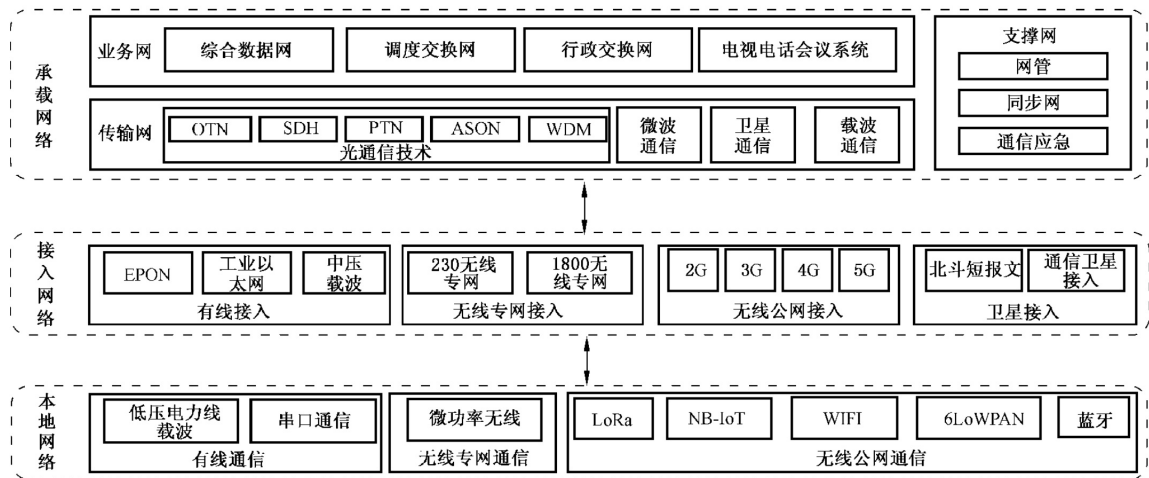 承载网络
业务网
综合数据网
调度交换网
行政交换网
电视电话会议系统
传输网
OTN
SDH
PTN
ASON
WDM
光通信技术
微波
通信
卫星
通信
载波
通信
支撑网
网管
同步网
通信应急
接入网络
EPON
工业以
太网
中压
载波
有线接入
230无线
专网
1800无
线专网
无线专网接入
2G
3G
4G
5G
无线公网接入
北斗短报文
通信卫星
接入
卫星接入
本地网络
低压电力线
载波
串口通信
有线通信
微功率无线
无线专网通信
LoRa
NB-IoT
WIFI
6LoWPAN
蓝牙
无线公网通信